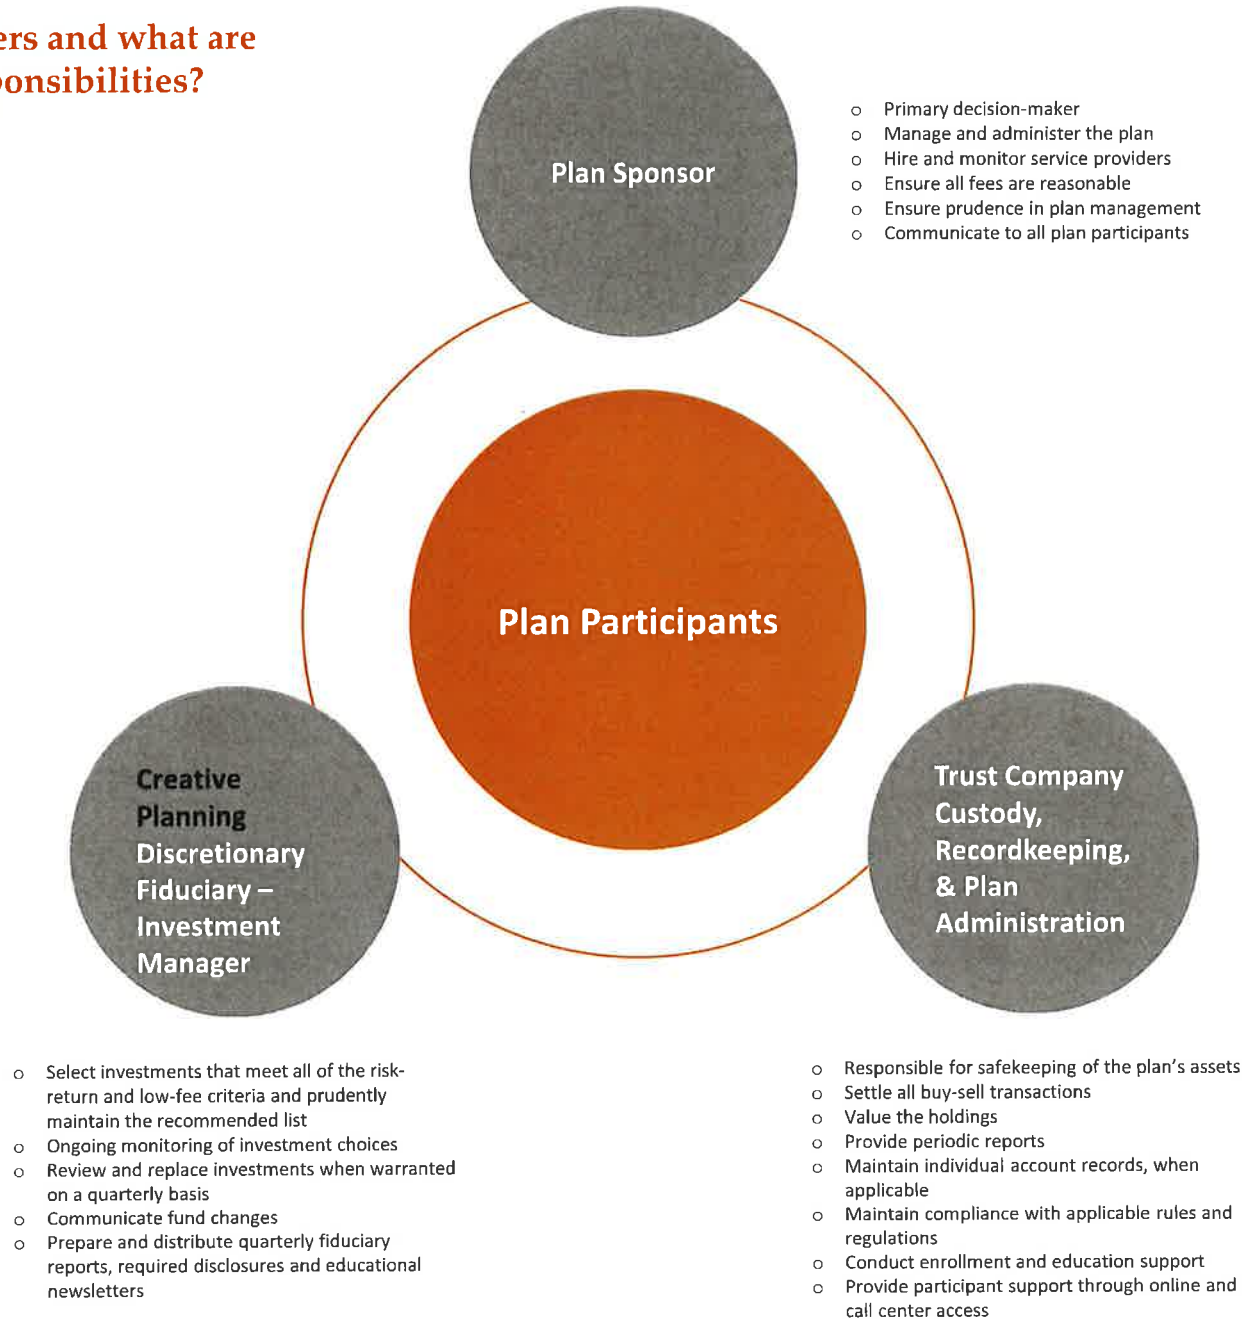 ers and what are
ponsibilities?
Plan Sponsor
o Primary decision-maker
o Manage and administer the plan
o Hire and monitor service providers
o Ensure all fees are reasonable
o Ensure prudence in plan management
o Communicate to all plan participants
Plan Participants
Creative
Planning
Discretionary
Fiduciary –
Investment
Manager
Trust Company
Custody,
Recordkeeping,
& Plan
Administration
o Select investments that meet all of the risk-
return and low-fee criteria and prudently
maintain the recommended list
o Ongoing monitoring of investment choices
o Review and replace investments when warranted
on a quarterly basis
o Communicate fund changes
o Prepare and distribute quarterly fiduciary
reports, required disclosures and educational
newsletters
o Responsible for safekeeping of the plan's assets
o Settle all buy-sell transactions
o Value the holdings
o Provide periodic reports
o Maintain individual account records, when
applicable
o Maintain compliance with applicable rules and
regulations
o Conduct enrollment and education support
o Provide participant support through online and
call center access